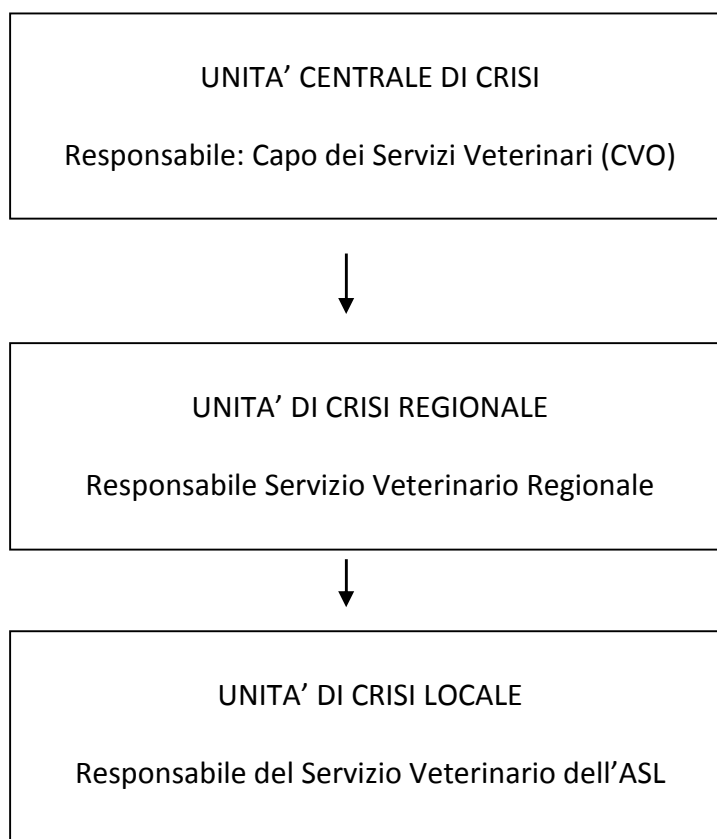 UNITA’ CENTRALE DI CRISI
Responsabile: Capo dei Servizi Veterinari (CVO)
UNITA’ DI CRISI REGIONALE
Responsabile Servizio Veterinario Regionale
UNITA’ DI CRISI LOCALE
Responsabile del Servizio Veterinario dell’ASL